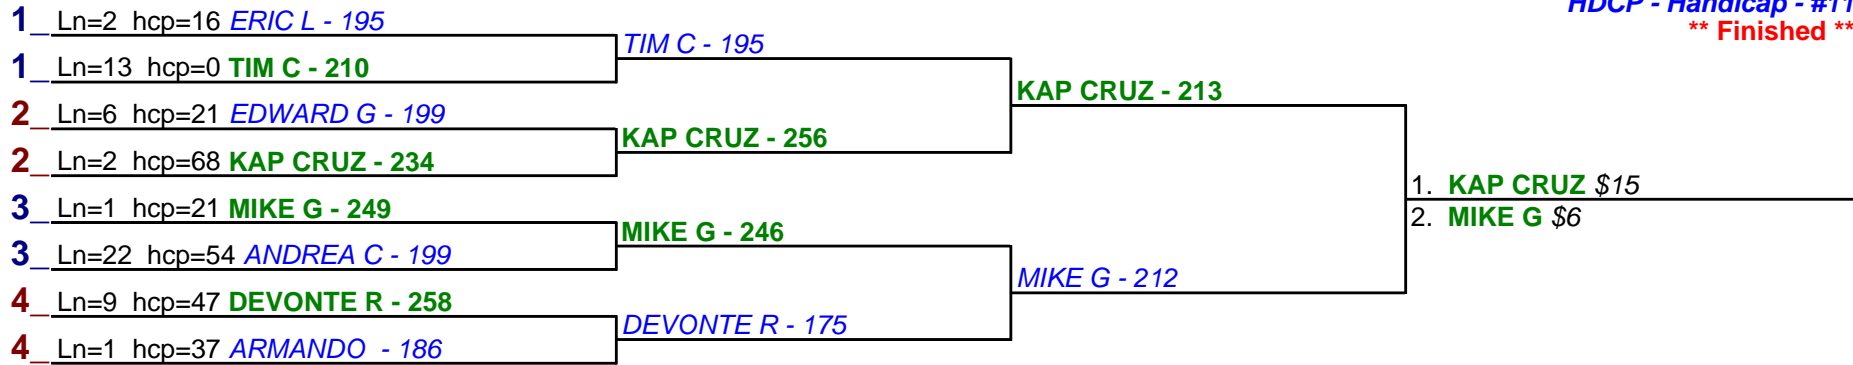 HDCP - Handicap - #11
** Finished **
1_ Ln=2 hcp=16 ERIC L - 195
1_ Ln=13 hcp=0 TIM C - 210
2_ Ln=6 hcp=21 EDWARD G - 199
2_ Ln=2 hcp=68 KAP CRUZ - 234
3_ Ln=1 hcp=21 MIKE G - 249
3_ Ln=22 hcp=54 ANDREA C - 199
4_ Ln=9 hcp=47 DEVONTE R - 258
4_ Ln=1 hcp=37 ARMANDO - 186
TIM C - 195
KAP CRUZ - 256
MIKE G - 246
DEVONTE R - 175
KAP CRUZ - 213
MIKE G - 212
1. KAP CRUZ $15
2. MIKE G $6